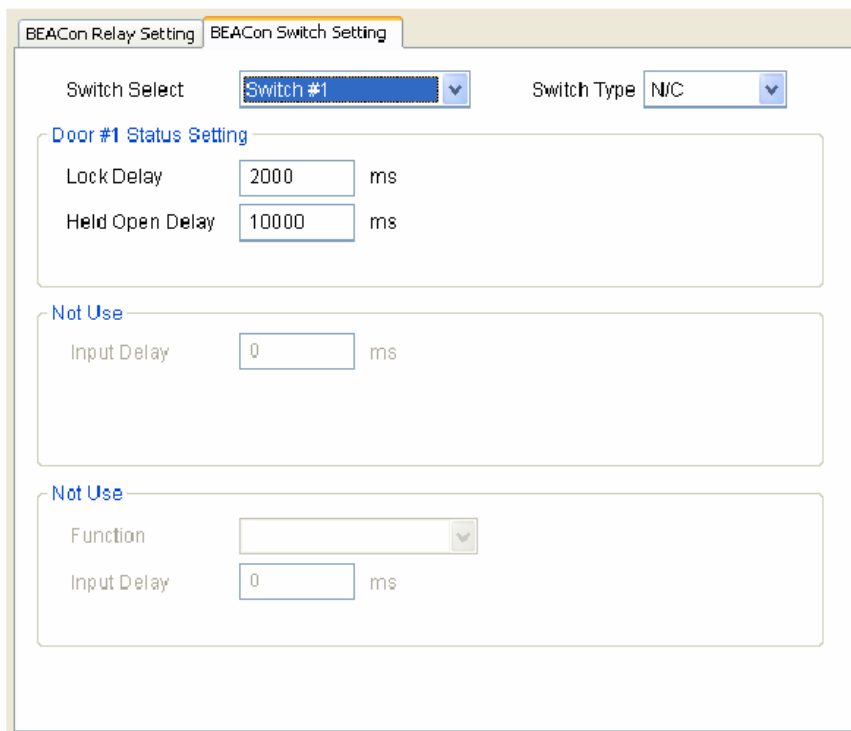 BEACon Relay Setting BEACon Switch Setting
Switch Select Switch #1 Switch Type N/C
Door #1 Status Setting
Lock Delay 2000 ms
Held Open Delay 10000 ms
Not Use
Input Delay 0 ms
Not Use
Function
Input Delay 0 ms